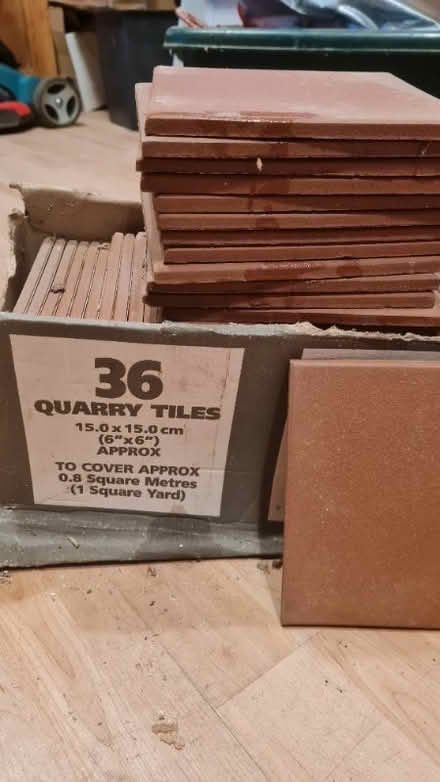 36
QUARRY TILES
15.0 x 15.0 cm
(6"x6")
APPROX
TO COVER APPROX
0.8 Square Metres
(1 Square Yard)